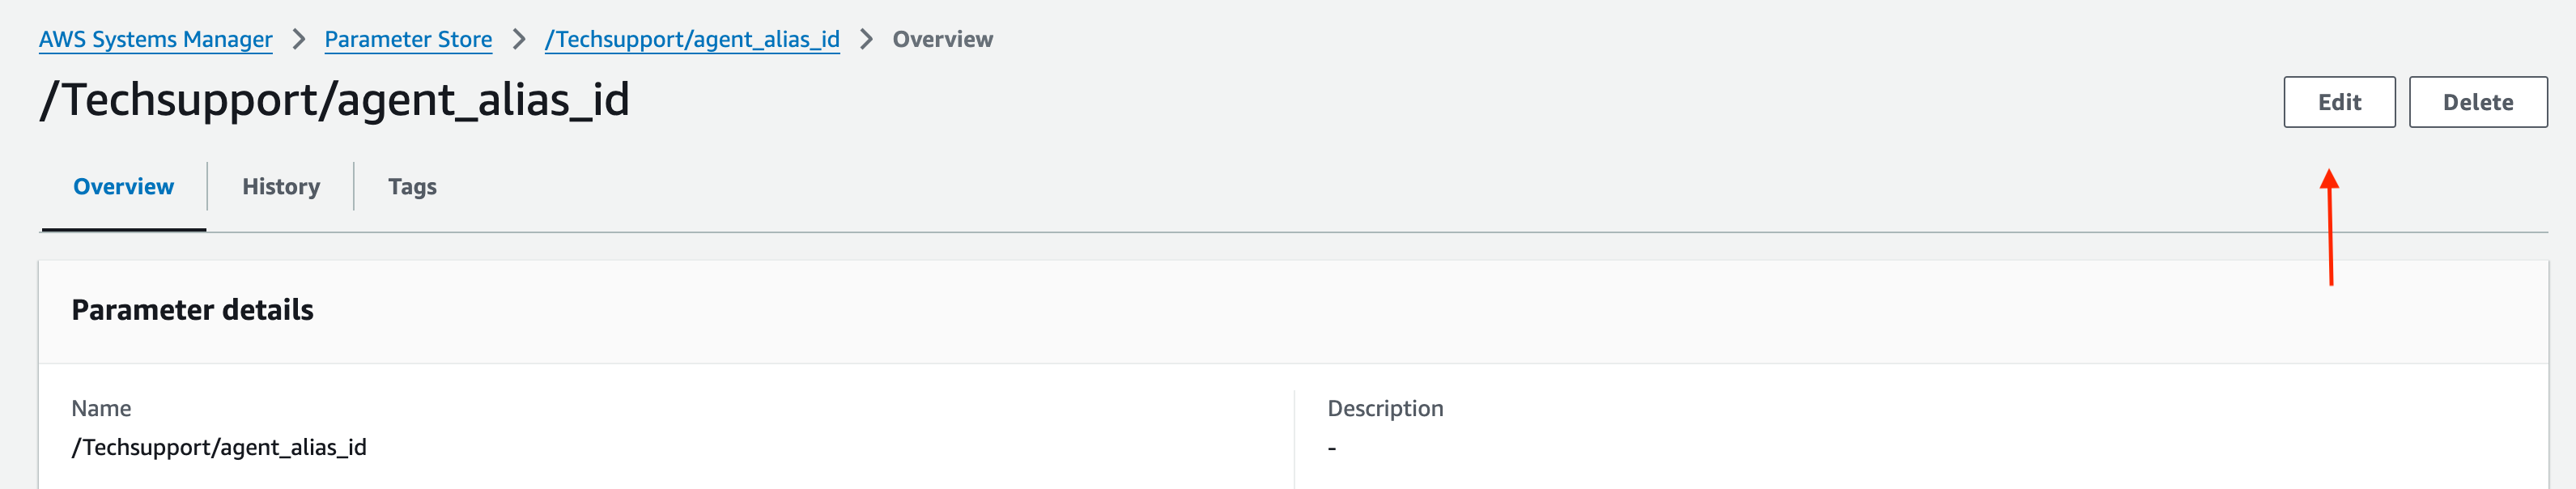 AWS Systems Manager > Parameter Store > /Techsupport/agent_alias_id > Overview
/Techsupport/agent_alias_id
Edit Delete
Overview History Tags
Parameter details
Name Description
/Techsupport/agent_alias_id -